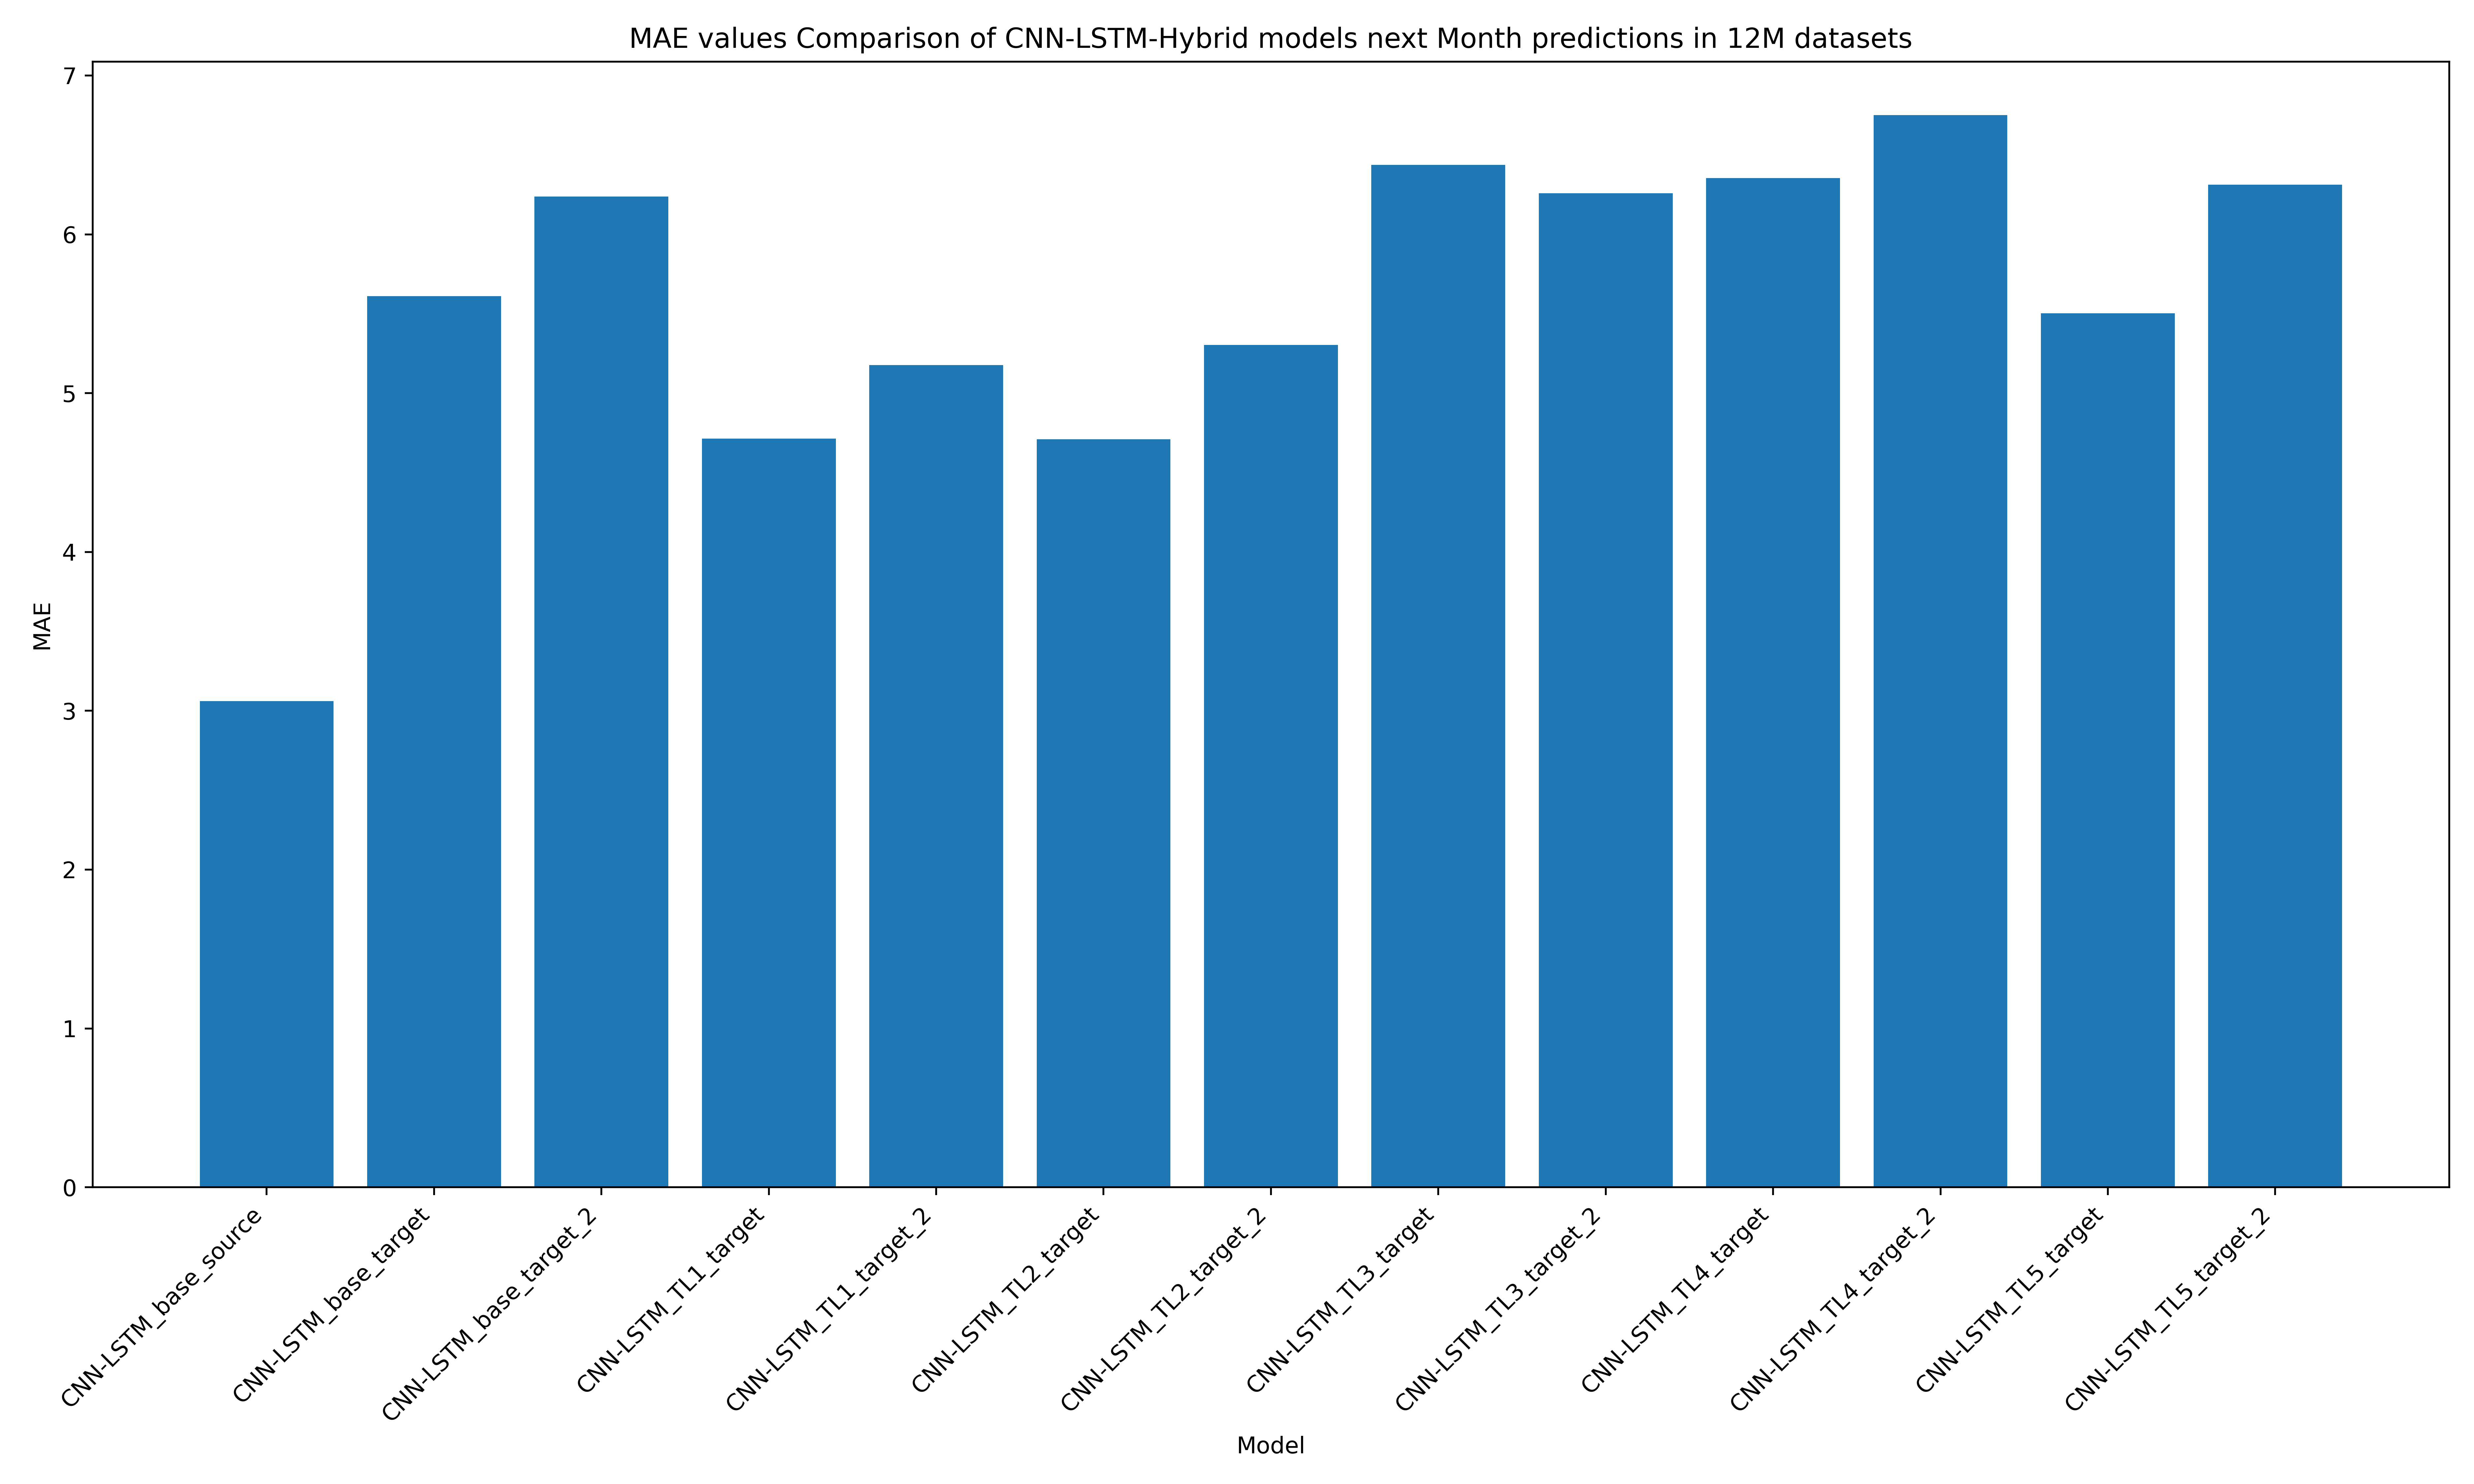 MAE values Comparison of CNN-LSTM-Hybrid models next Month predictions in 12M datasets
7
6
5
4
3
2
1
0
MAE
CNN-LSTM_base_source
CNN-LSTM_base_target
CNN-LSTM_base_target_2
CNN-LSTM_TL1_target
CNN-LSTM_TL1_target_2
CNN-LSTM_TL2_target
CNN-LSTM_TL2_target_2
CNN-LSTM_TL3_target
CNN-LSTM_TL3_target_2
CNN-LSTM_TL4_target
CNN-LSTM_TL4_target_2
CNN-LSTM_TL5_target
CNN-LSTM_TL5_target_2
Model